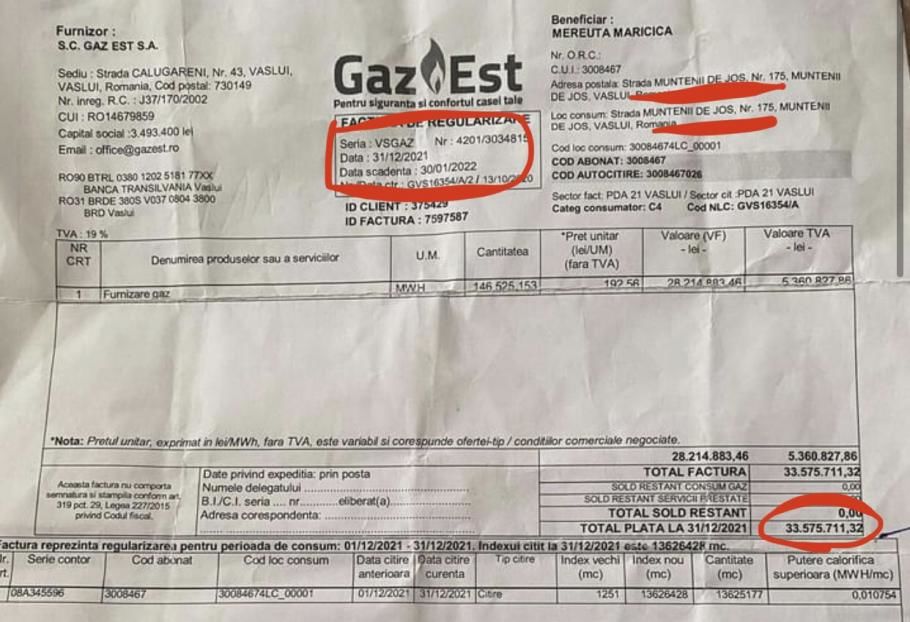 Furnizor :
S.C. GAZ EST S.A.
Sediu : Strada CALUGARENI, Nr. 43, VASLUI,
VASLUI, Romania, Cod postal: 730149
Nr. inreg. R.C. : J37/170/2002
CUI : RO14679859
Capital social :3.493.400 lei
Email : office@gazest.ro
RO90 BTRL 0380 1202 5181 77XX
BANCA TRANSILVANIA Vaslui
RO31 BRDE 380S V037 0804 3800
BRD Vaslui
Gaz Est
Pentru siguranta si confortul casei tale
FACTURA DE REGULARIZARE
Seria : VSGAZ Nr : 4201/3034815
Data : 31/12/2021
Data scadenta : 30/01/2022
Nr/Data ctr : GVS16354/A/2 / 13/10/2020
ID CLIENT : 375429
ID FACTURA : 7597587
Beneficiar :
MEREUTA MARICICA
Nr. O.R.C.:
C.U.I. : 3008467
Adresa postala: Strada MUNTENII DE JOS, Nr. 175, MUNTENII
DE JOS, VASLUI,
Loc consum: Strada MUNTENII DE JOS, Nr. 175, MUNTENII
DE JOS, VASLUI, Romania
Cod loc consum: 30084674LC_00001
COD ABONAT: 3008467
COD AUTOCITIRE: 3008467026
Sector fact: PDA 21 VASLUI / Sector cit :PDA 21 VASLUI
Categ consumator: C4 Cod NLC: GVS16354/A
TVA : 19 %
NR CRT Denumirea produselor sau a serviciilor U.M. Cantitatea *Pret unitar (lei/UM) (fara TVA) Valoare (VF) - lei - Valoare TVA - lei -
1 Furnizare gaz MWH 146.525,153 192,56 28.214.883,46 5.360.827,86
*Nota: Pretul unitar, exprimat in lei/MWh, fara TVA, este variabil si corespunde ofertei-tip / conditiilor comerciale negociate.
28.214.883,46 5.360.827,86
Aceasta factura nu comporta
semnatura si stampila conform art.
319 pct. 29, Legea 227/2015
privind Codul fiscal.
Date privind expeditia: prin posta
Numele delegatului
B.I./C.I. seria .... nr..........eliberat(a)
Adresa corespondenta:
TOTAL FACTURA 33.575.711,32
SOLD RESTANT CONSUM GAZ 0,00
SOLD RESTANT SERVICII PRESTATE
TOTAL SOLD RESTANT 0,00
TOTAL PLATA LA 31/12/2021 33.575.711,32
Factura reprezinta regularizarea pentru perioada de consum: 01/12/2021 - 31/12/2021. Indexul citit la 31/12/2021 este 13626428 mc.
Serie contor Cod abonat Cod loc consum Data citire anterioara Data citire curenta Tip citire Index vechi (mc) Index nou (mc) Cantitate (mc) Putere calorifica superioara (MWH/mc)
08A345596 3008467 30084674LC_00001 01/12/2021 31/12/2021 Citire 1251 13626428 13625177 0,010754